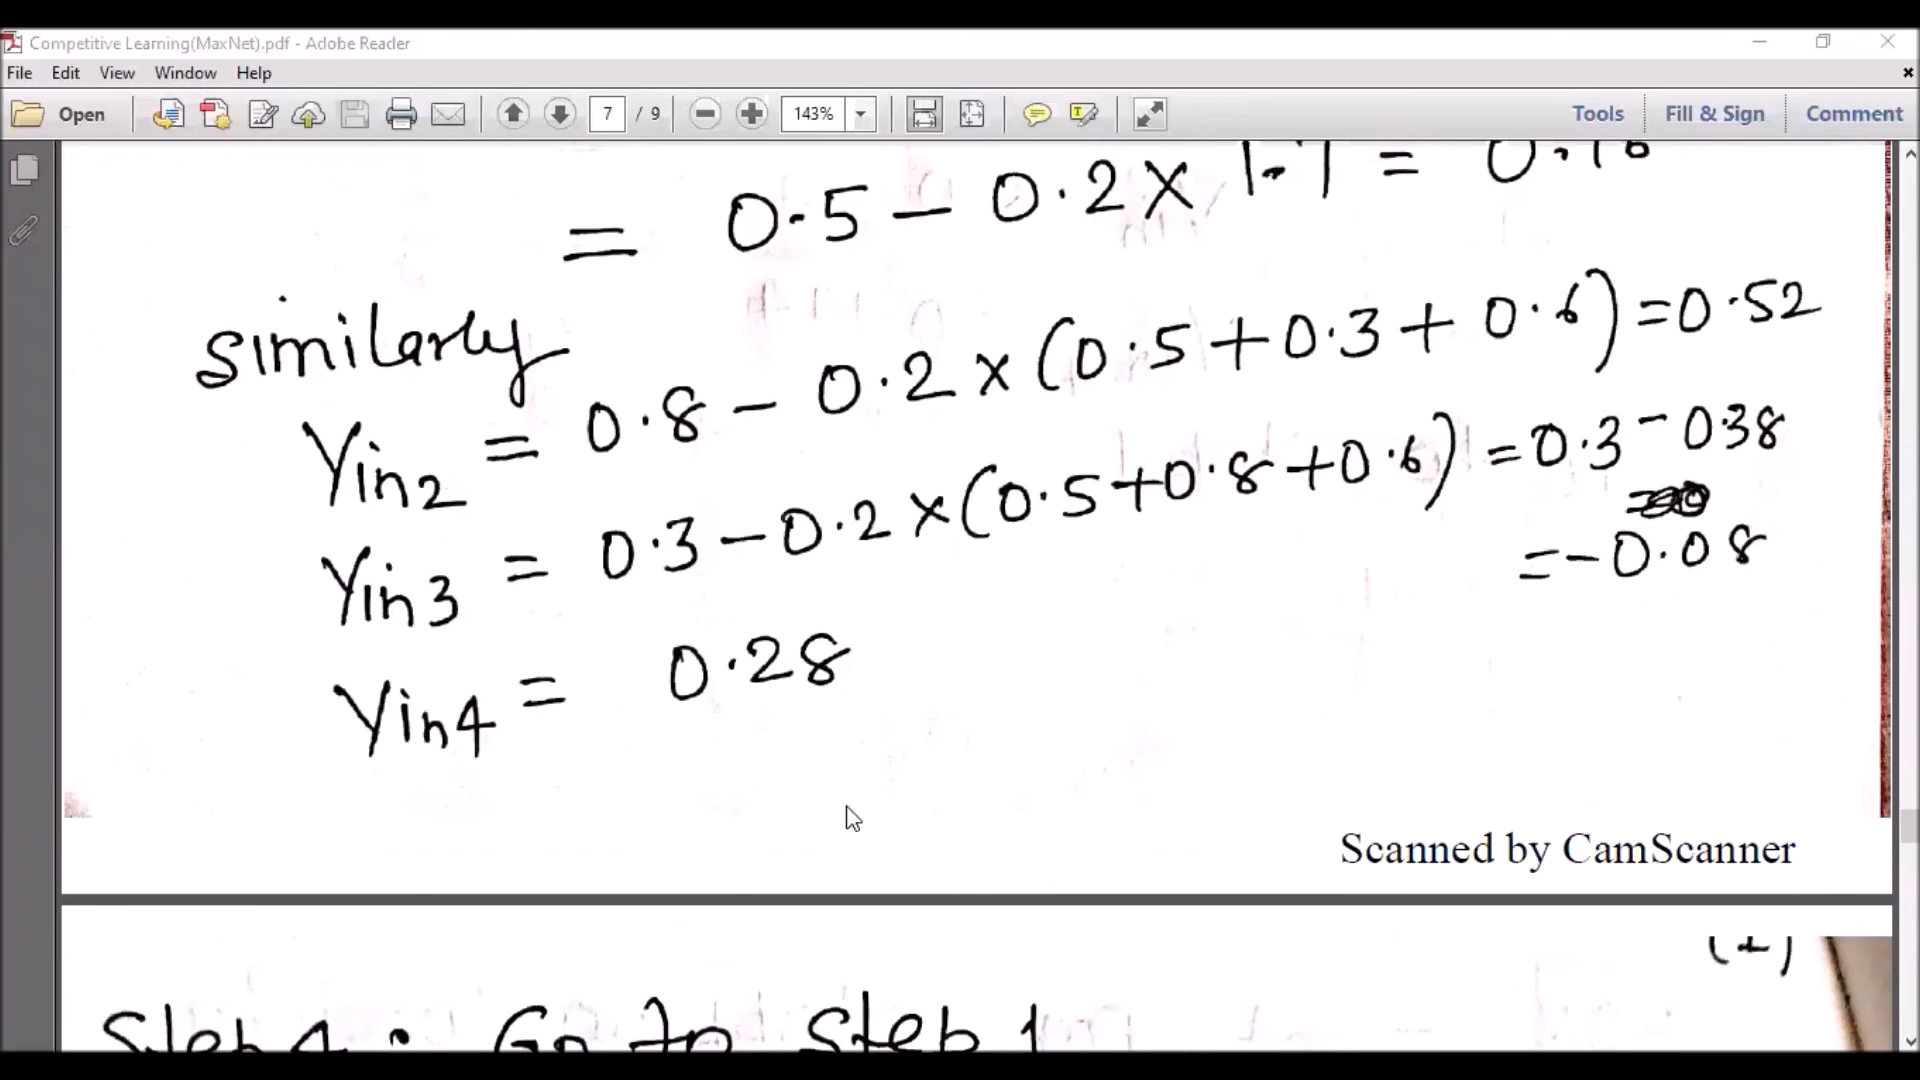 Competitive Learning(MaxNet).pdf - Adobe Reader
File Edit View Window Help
Open 7 / 9 143% Tools Fill & Sign Comment
= 0.5 - 0.2 x 1.7 = 0.16
similarly
Yin2 = 0.8 - 0.2 x (0.5 + 0.3 + 0.6) = 0.52
Yin3 = 0.3 - 0.2 x (0.5 + 0.8 + 0.6) = 0.3 - 0.38
= -0.08
Yin4 = 0.28
Scanned by CamScanner
Step 4: Go to step 1